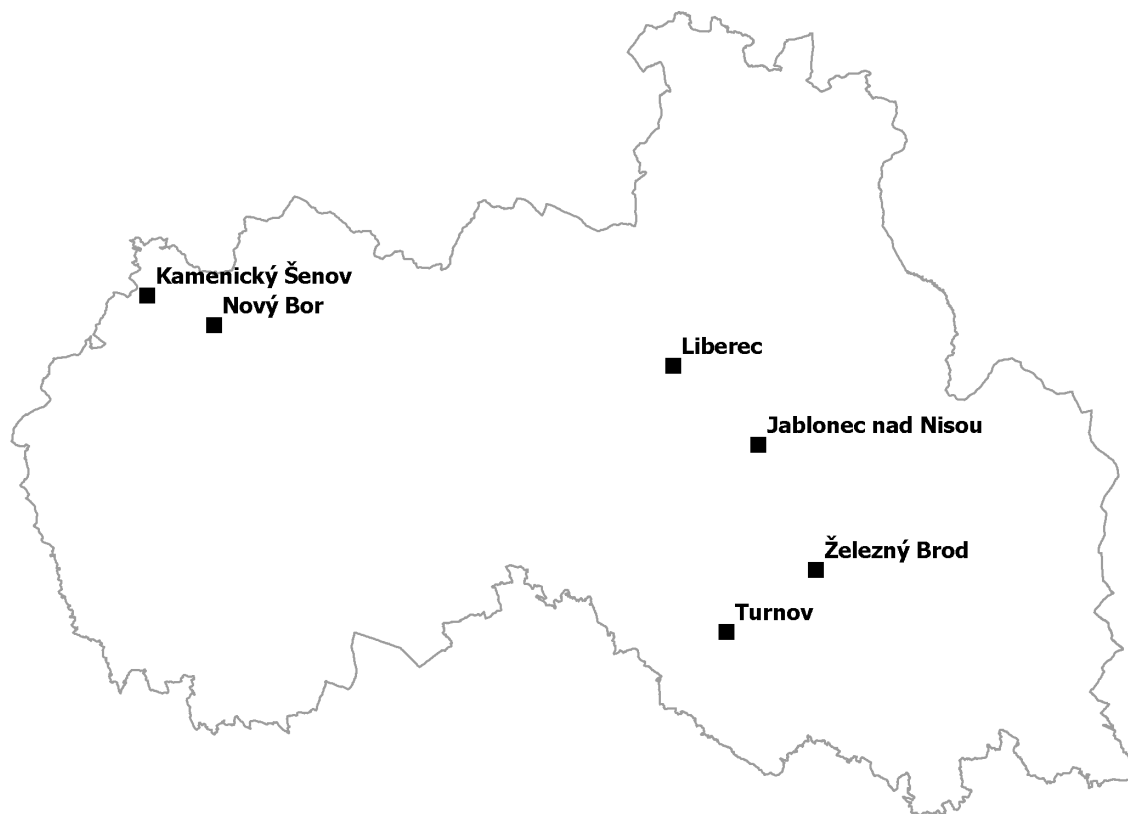 Kamenický Šenov
Nový Bor
Liberec
Jablonec nad Nisou
Železný Brod
Turnov